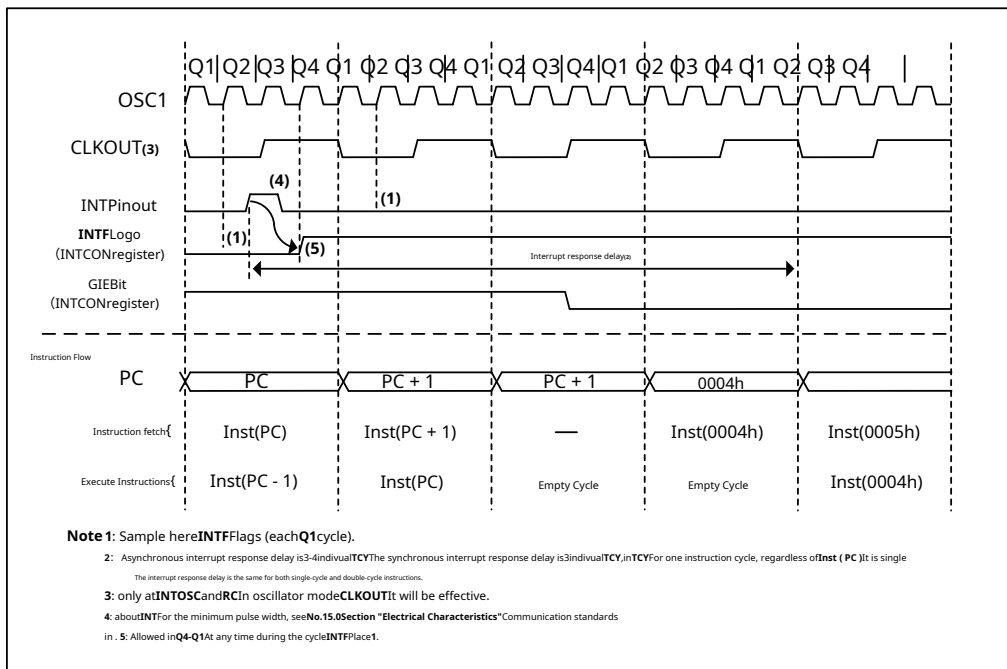 Q1 Q2 Q3 Q4 Q1 Q2 Q3 Q4 Q1 Q2 Q3 Q4 Q1 Q2 Q3 Q4 Q1 Q2 Q3 Q4
OSC1
CLKOUT(3)
(4)
INTPinout
(1)
INTFLogo
(INTCONregister)
(1)
(5)
Interrupt response delay(2)
GIEBit
(INTCONregister)
Instruction Flow
PC
PC
PC + 1
PC + 1
0004h
Instruction fetch{
Inst(PC)
Inst(PC + 1)
—
Inst(0004h)
Inst(0005h)
Execute Instructions{
Inst(PC - 1)
Inst(PC)
Empty Cycle
Empty Cycle
Inst(0004h)
Note 1: Sample hereINTFFlags (eachQ1cycle).
2: Asynchronous interrupt response delay is3-4indivualTCYThe synchronous interrupt response delay is3indivualTCY,inTCYFor one instruction cycle, regardless ofInst ( PC )It is single
The interrupt response delay is the same for both single-cycle and double-cycle instructions.
3: only atINTOSCandRCIn oscillator modeCLKOUTIt will be effective.
4: aboutINTFor the minimum pulse width, seeNo.15.0Section "Electrical Characteristics"Communication standards
in . 5: Allowed inQ4-Q1At any time during the cycleINTFPlace1.